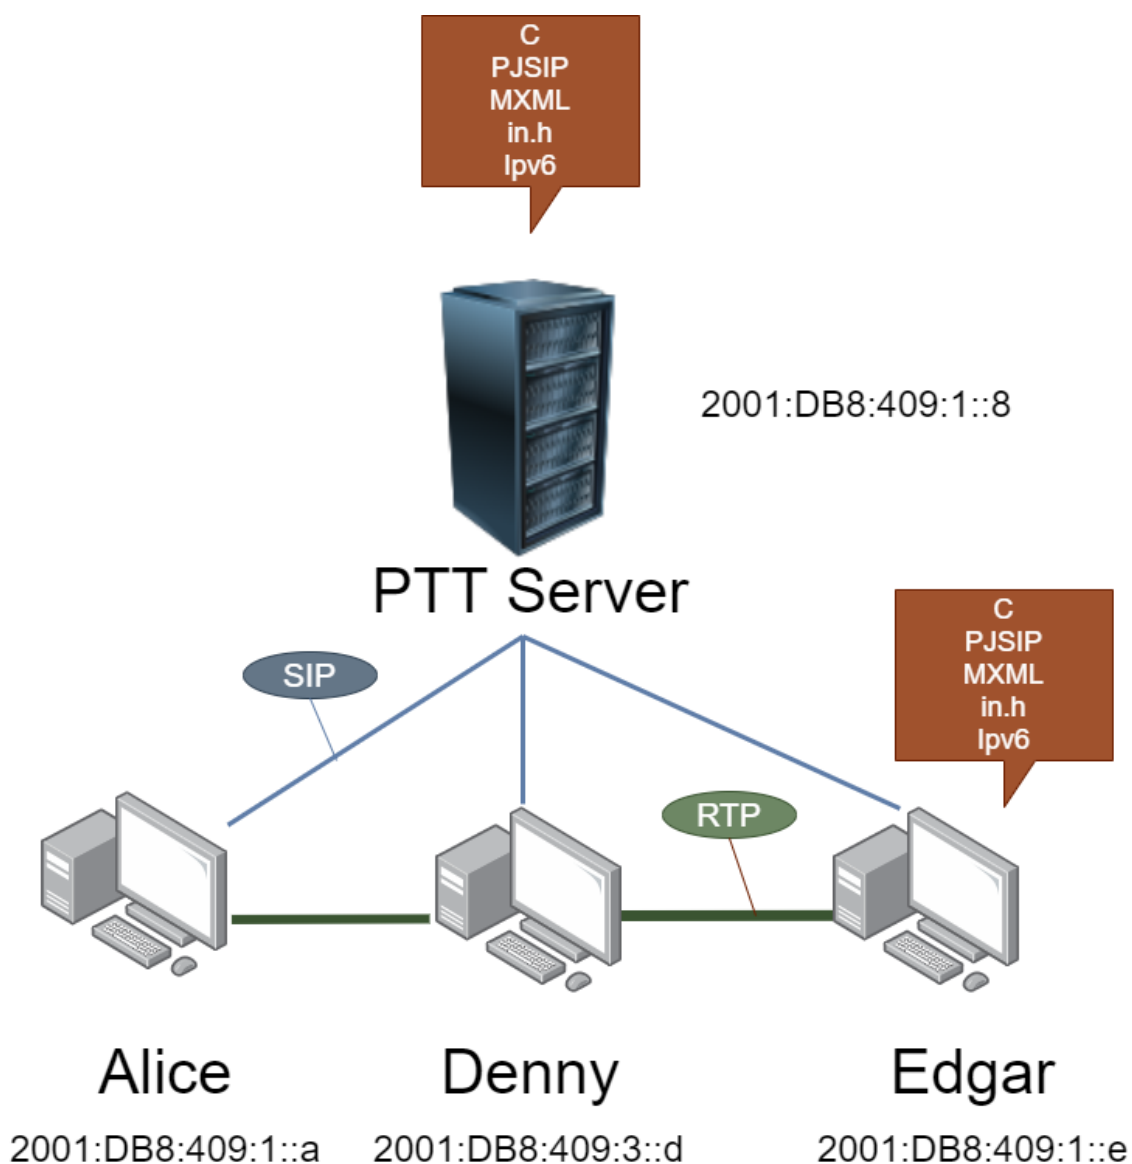 C
PJSIP
MXML
in.h
Ipv6
2001:DB8:409:1::8
PTT Server
SIP
C
PJSIP
MXML
in.h
Ipv6
RTP
Alice
Denny
Edgar
2001:DB8:409:1::a
2001:DB8:409:3::d
2001:DB8:409:1::e